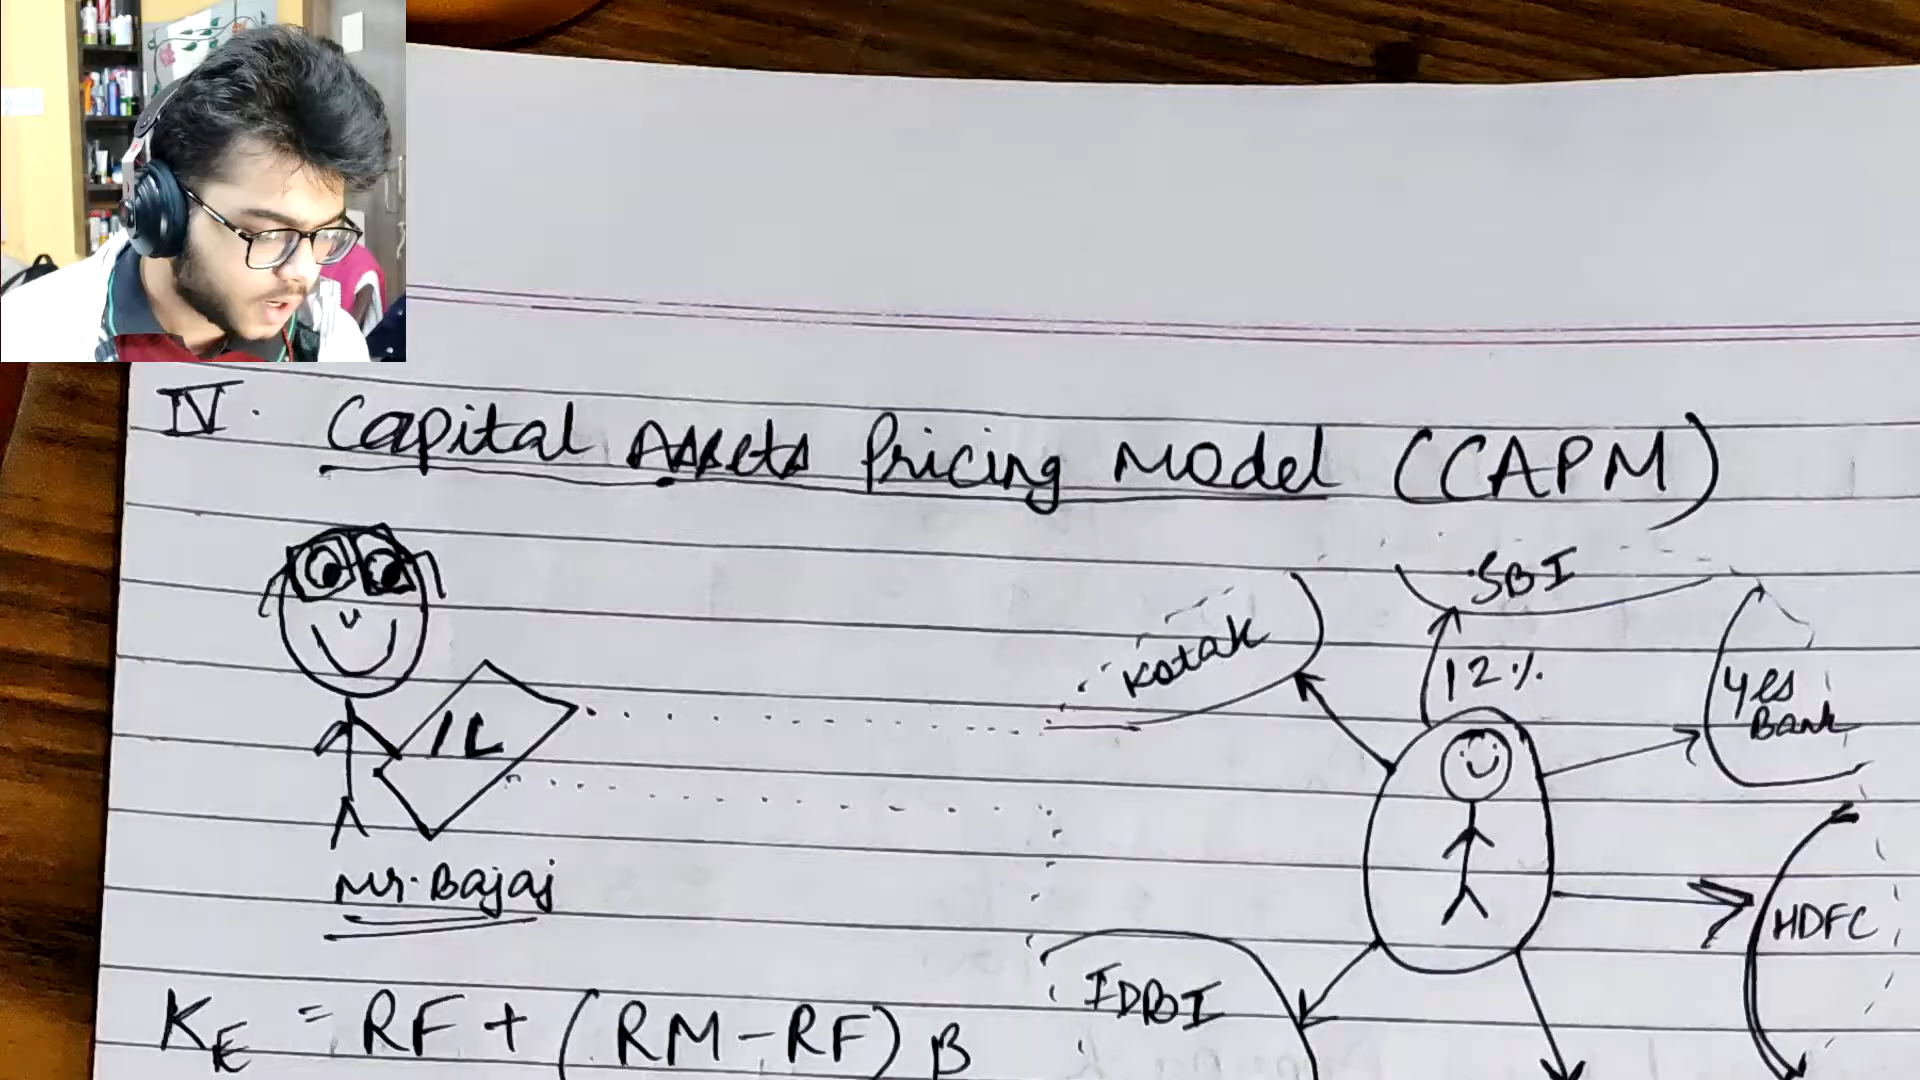 IV. Capital Assets Pricing Model (CAPM)
SBI
Kotak
12%
Yes
Bank
1L
Mr. Bajaj
HDFC
IDBI
KE = RF + (RM - RF) β